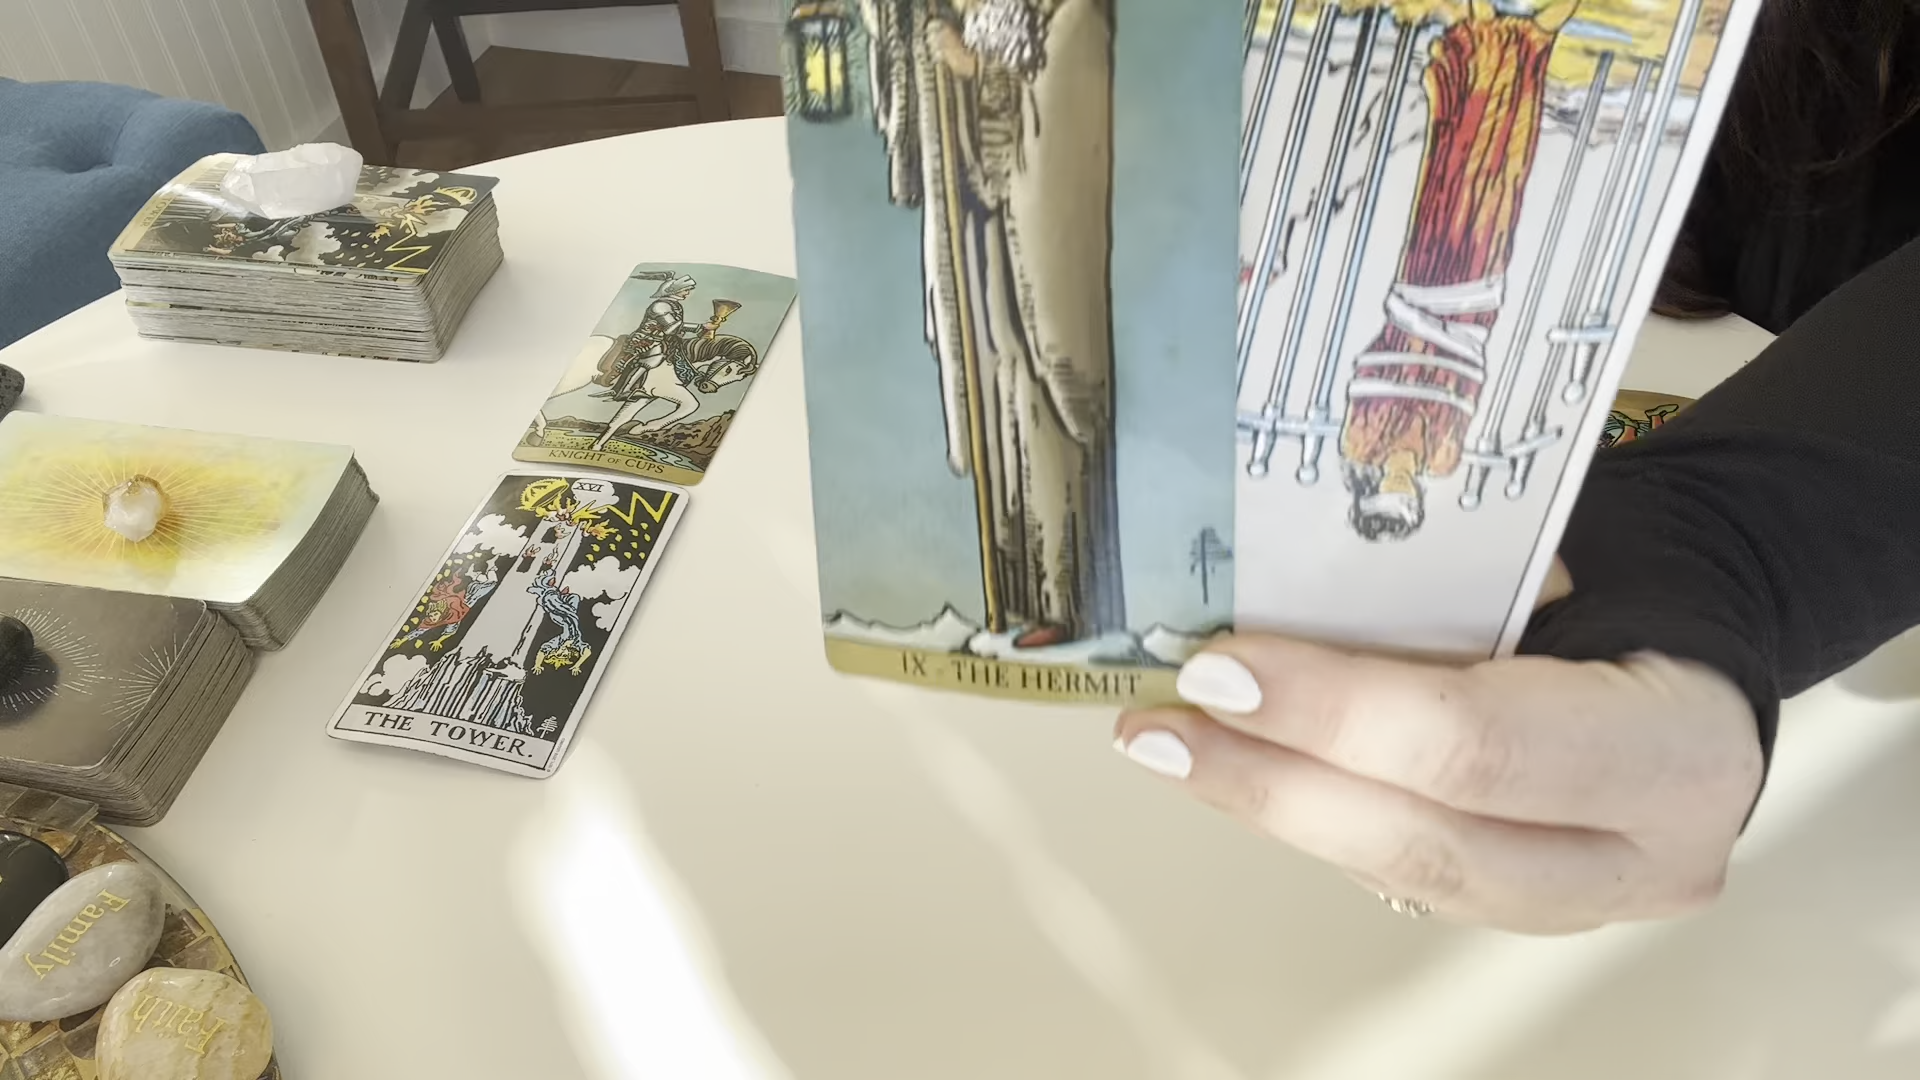 KNIGHT OF CUPS
XVI
THE TOWER.
IX - THE HERMIT
Family
Faith